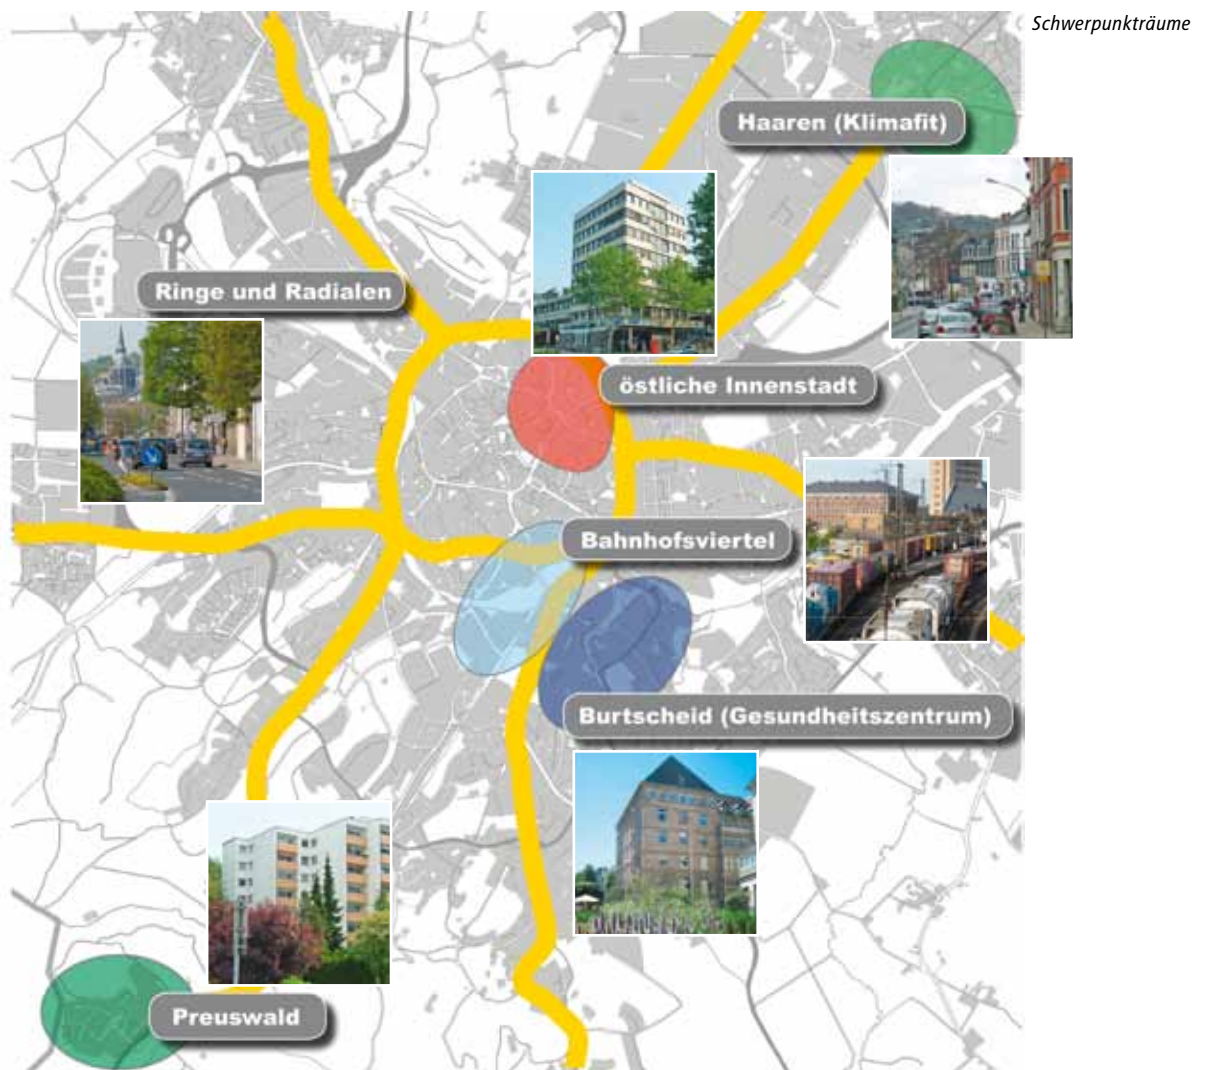 Schwerpunkträume
Haaren (Klimafit)
Ringe und Radialen
östliche Innenstadt
Bahnhofsviertel
Burtscheid (Gesundheitszentrum)
Preuswald